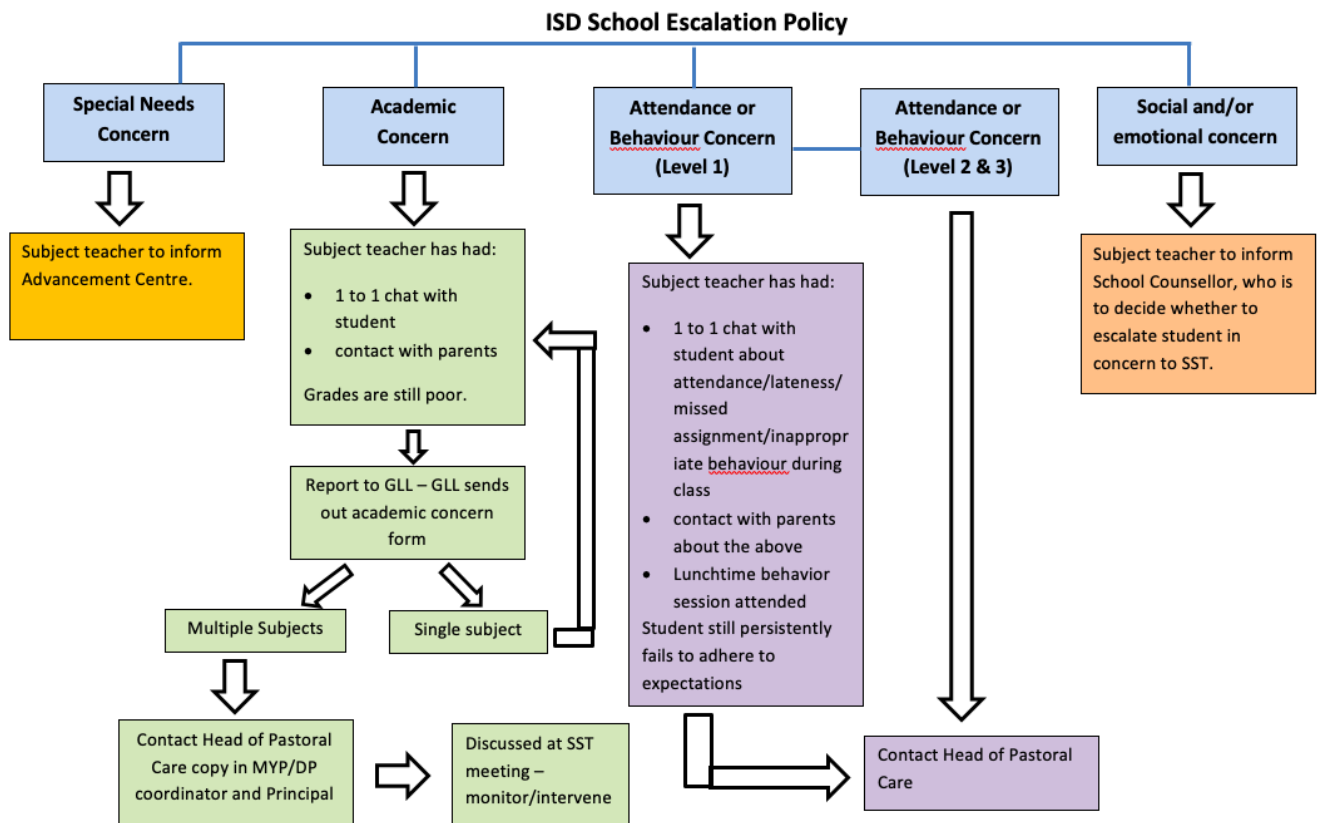 ISD School Escalation Policy
Special Needs
Concern
Academic
Concern
Attendance or
Behaviour Concern
(Level 1)
Attendance or
Behaviour Concern
(Level 2 & 3)
Social and/or
emotional concern
Subject teacher to inform
Advancement Centre.
Subject teacher has had:
• 1 to 1 chat with
student
• contact with parents
Grades are still poor.
Report to GLL – GLL sends
out academic concern
form
Multiple Subjects
Single subject
Contact Head of Pastoral
Care copy in MYP/DP
coordinator and Principal
Discussed at SST
meeting –
monitor/intervene
Subject teacher has had:
• 1 to 1 chat with
student about
attendance/lateness/
missed
assignment/inappropr
iate behaviour during
class
• contact with parents
about the above
• Lunchtime behavior
session attended
Student still persistently
fails to adhere to
expectations
Contact Head of Pastoral
Care
Subject teacher to inform
School Counsellor, who is
to decide whether to
escalate student in
concern to SST.